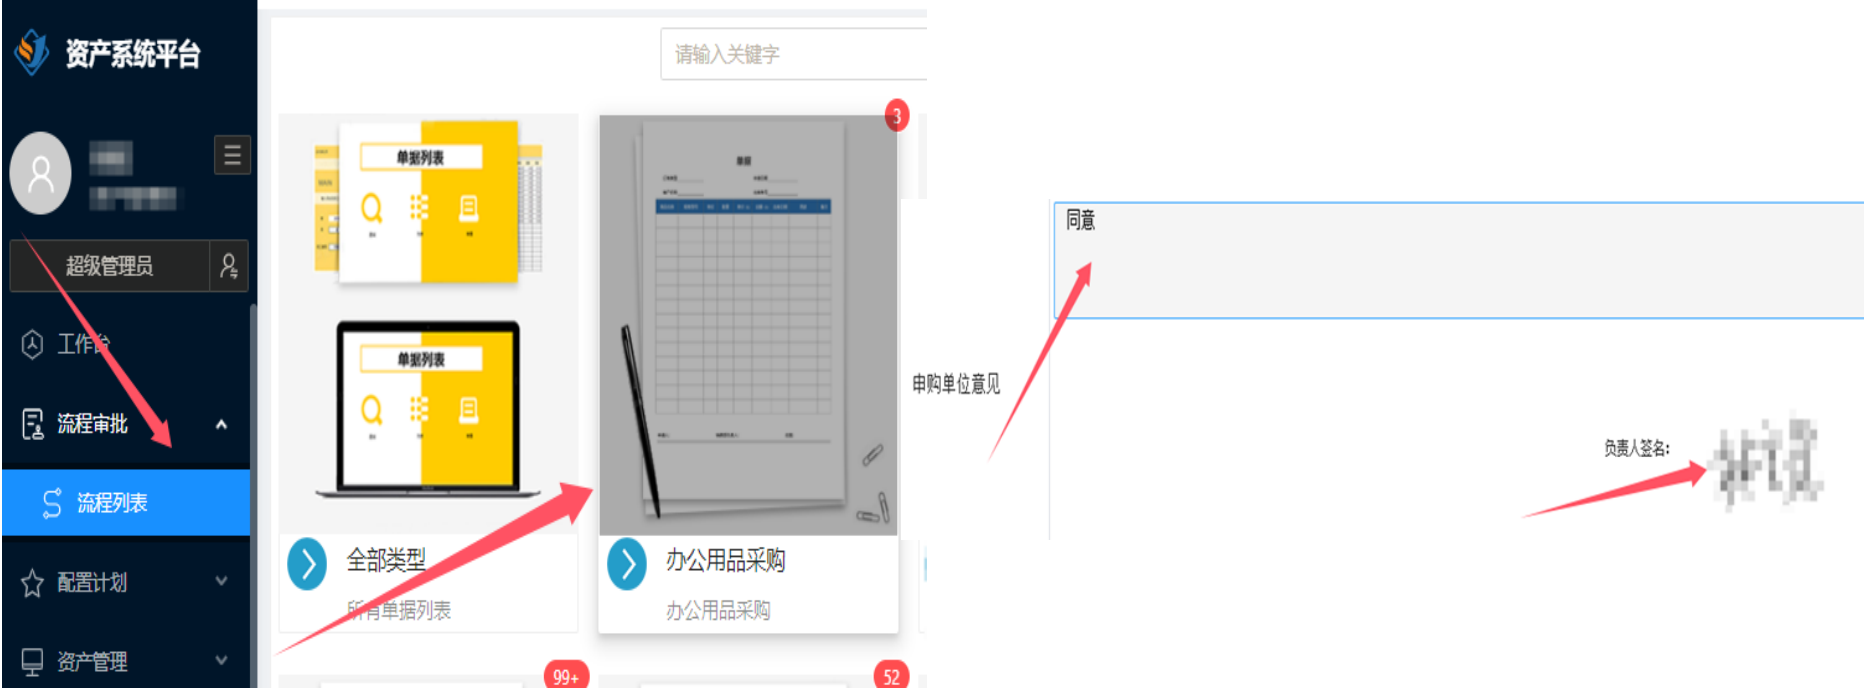 资产系统平台
超级管理员
工作台
流程审批
流程列表
配置计划
资产管理
请输入关键字
单据列表
单据列表
全部类型
所有单据列表
99+
3
单据
办公用品采购
办公用品采购
52
同意
申购单位意见
负责人签名: